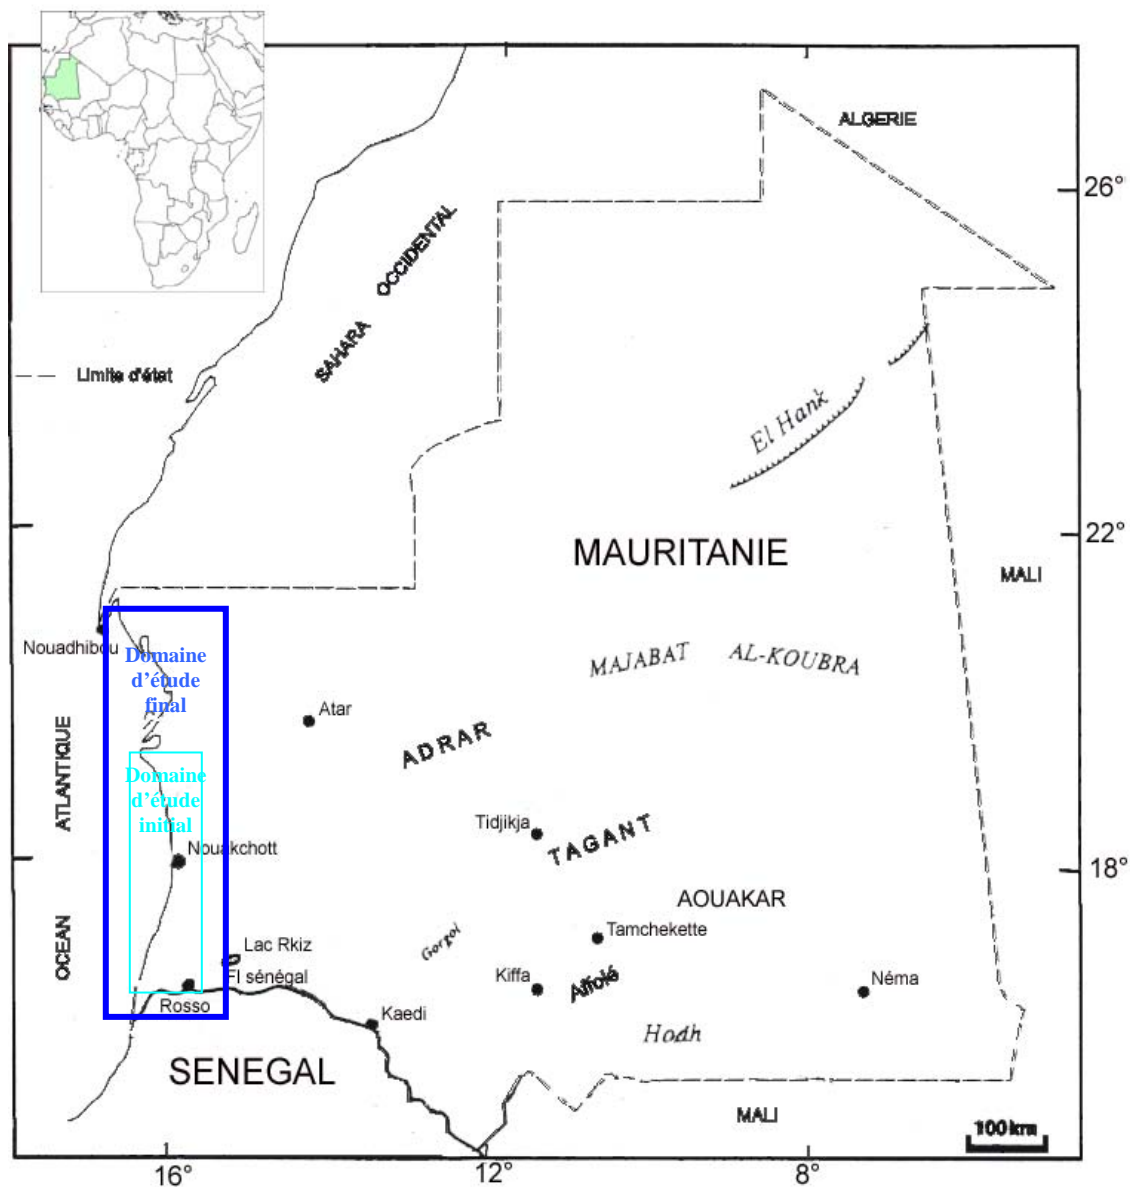 ALGERIE
26°
SAHARA OCCIDENTAL
Limite d'état
El Hank
22°
MAURITANIE
MALI
Nouadhibou
Domaine
d'étude
final
MAJABAT AL-KOUBRA
Atar
ADRAR
OCEAN ATLANTIQUE
Domaine
d'étude
initial
Tidjikja
TAGANT
Nouakchott
18°
AOUAKAR
Tamchekette
Gorgol
Lac Rkiz
Fl sénégal
Kiffa
Affolé
Néma
Rosso
Kaedi
Hodh
SENEGAL
MALI
100 km
16°
12°
8°